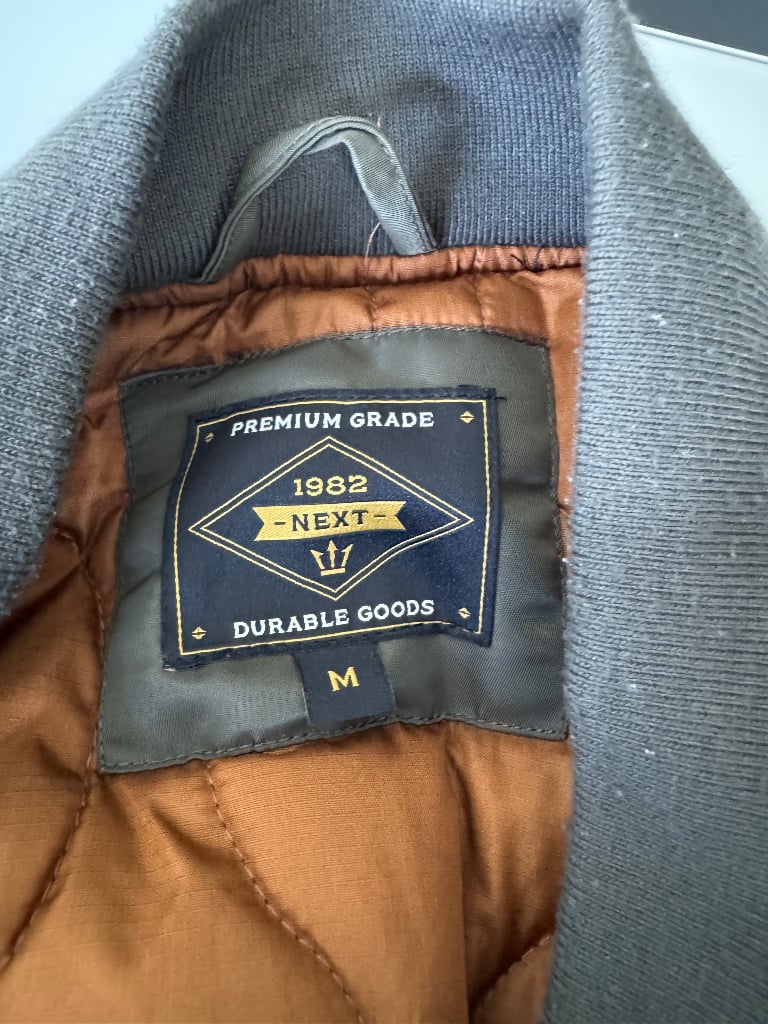 PREMIUM GRADE
1982
-NEXT-
DURABLE GOODS
M